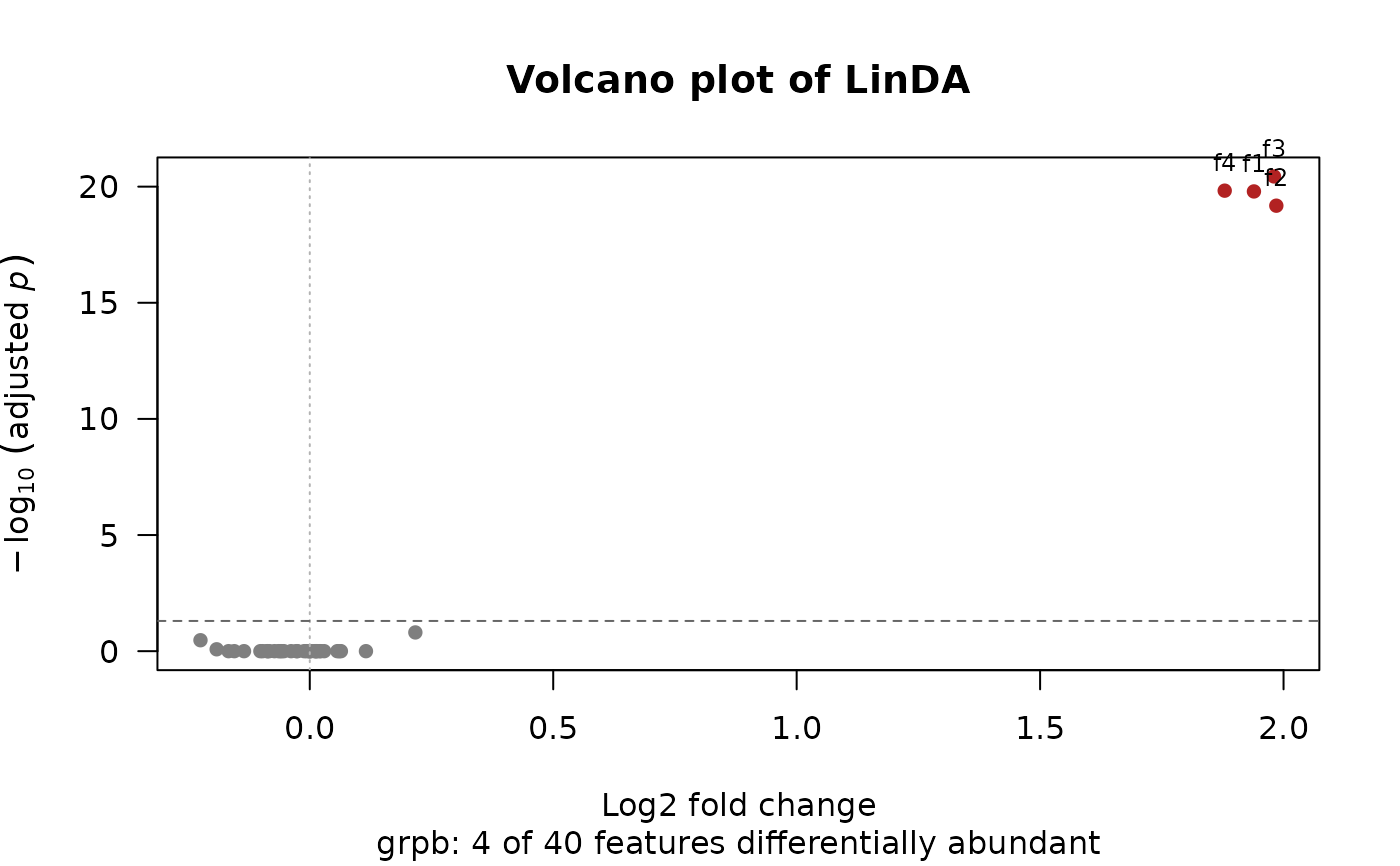 Volcano plot of LinDA
f3
f4 f1
f2
20
15
10
5
0
−log₁₀ (adjusted p)
0.0 0.5 1.0 1.5 2.0
Log2 fold change
grpb: 4 of 40 features differentially abundant